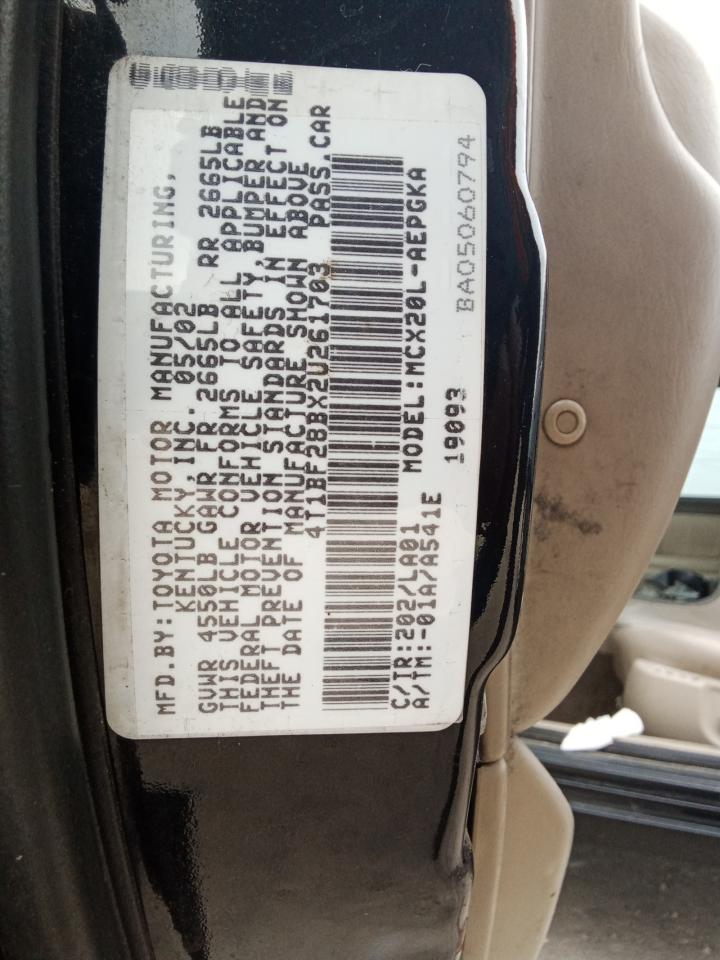 MFD.BY:TOYOTA MOTOR MANUFACTURING,
KENTUCKY,INC. 05/02
GVWR 4550LB GAWR FR 2665LB RR 2665LB
THIS VEHICLE CONFORMS TO ALL APPLICABLE
FEDERAL MOTOR VEHICLE SAFETY, BUMPER AND
THEFT PREVENTION STANDARDS IN EFFECT ON
THE DATE OF MANUFACTURE SHOWN ABOVE
4T1BF28BX2U261703 PASS.CAR
C/TR:202/LA01 MODEL:MCX20L-AEPGKA
A/TM:-01A/A541E 19093
BA05060794